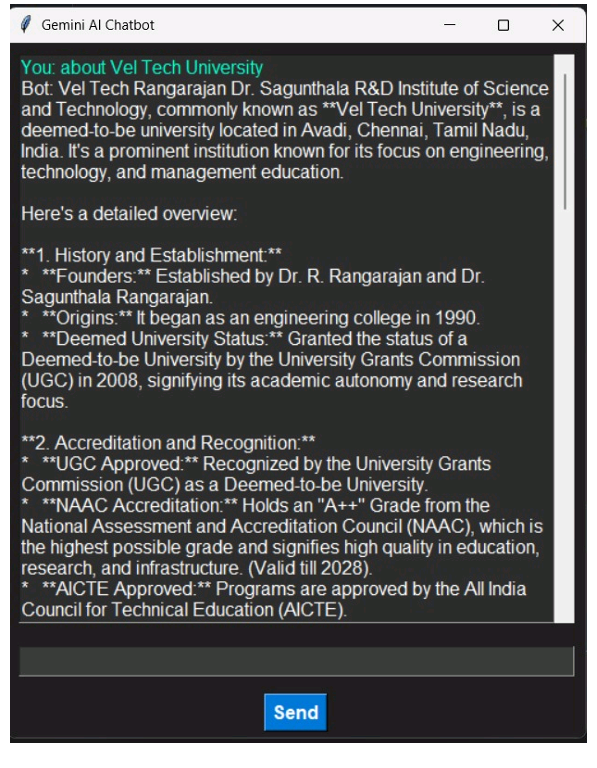 Gemini AI Chatbot
You: about Vel Tech University
Bot: Vel Tech Rangarajan Dr. Sagunthala R&D Institute of Science
and Technology, commonly known as **Vel Tech University**, is a
deemed-to-be university located in Avadi, Chennai, Tamil Nadu,
India. It's a prominent institution known for its focus on engineering,
technology, and management education.
Here's a detailed overview:
**1. History and Establishment:**
*   **Founders:** Established by Dr. R. Rangarajan and Dr.
Sagunthala Rangarajan.
*   **Origins:** It began as an engineering college in 1990.
*   **Deemed University Status:** Granted the status of a
Deemed-to-be University by the University Grants Commission
(UGC) in 2008, signifying its academic autonomy and research
focus.
**2. Accreditation and Recognition:**
*   **UGC Approved:** Recognized by the University Grants
Commission (UGC) as a Deemed-to-be University.
*   **NAAC Accreditation:** Holds an "A++" Grade from the
National Assessment and Accreditation Council (NAAC), which is
the highest possible grade and signifies high quality in education,
research, and infrastructure. (Valid till 2028).
*   **AICTE Approved:** Programs are approved by the All India
Council for Technical Education (AICTE).
Send